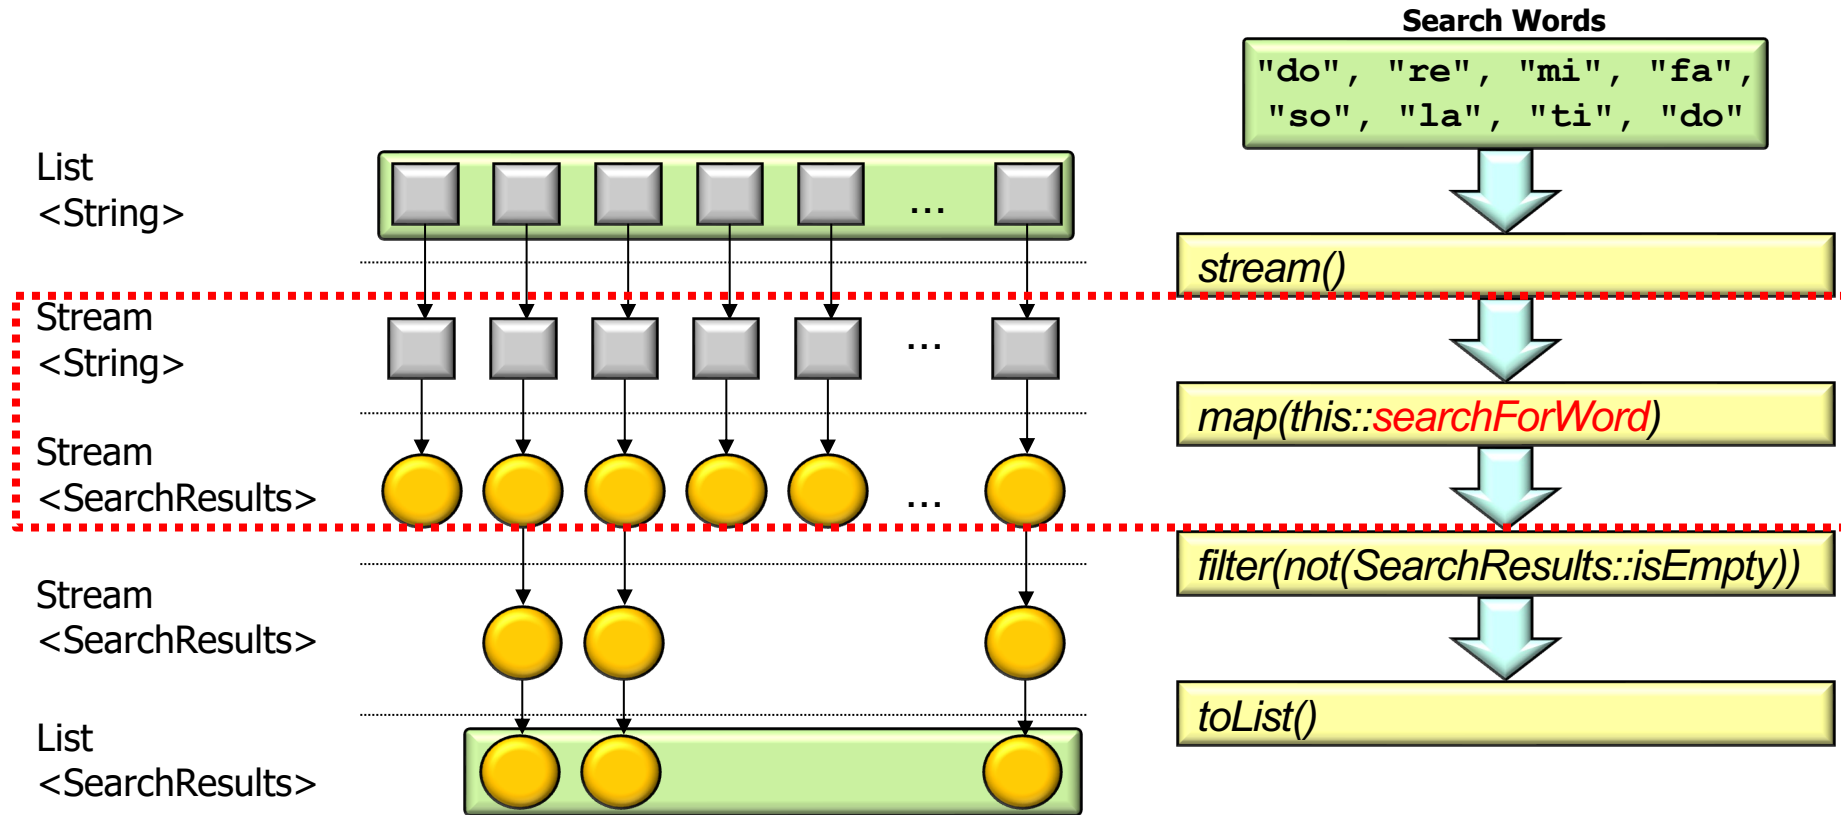 Search Words
"do", "re", "mi", "fa",
"so", "la", "ti", "do"
List
<String>
...
stream()
Stream
<String>
...
map(this::searchForWord)
Stream
<SearchResults>
...
filter(not(SearchResults::isEmpty))
Stream
<SearchResults>
toList()
List
<SearchResults>